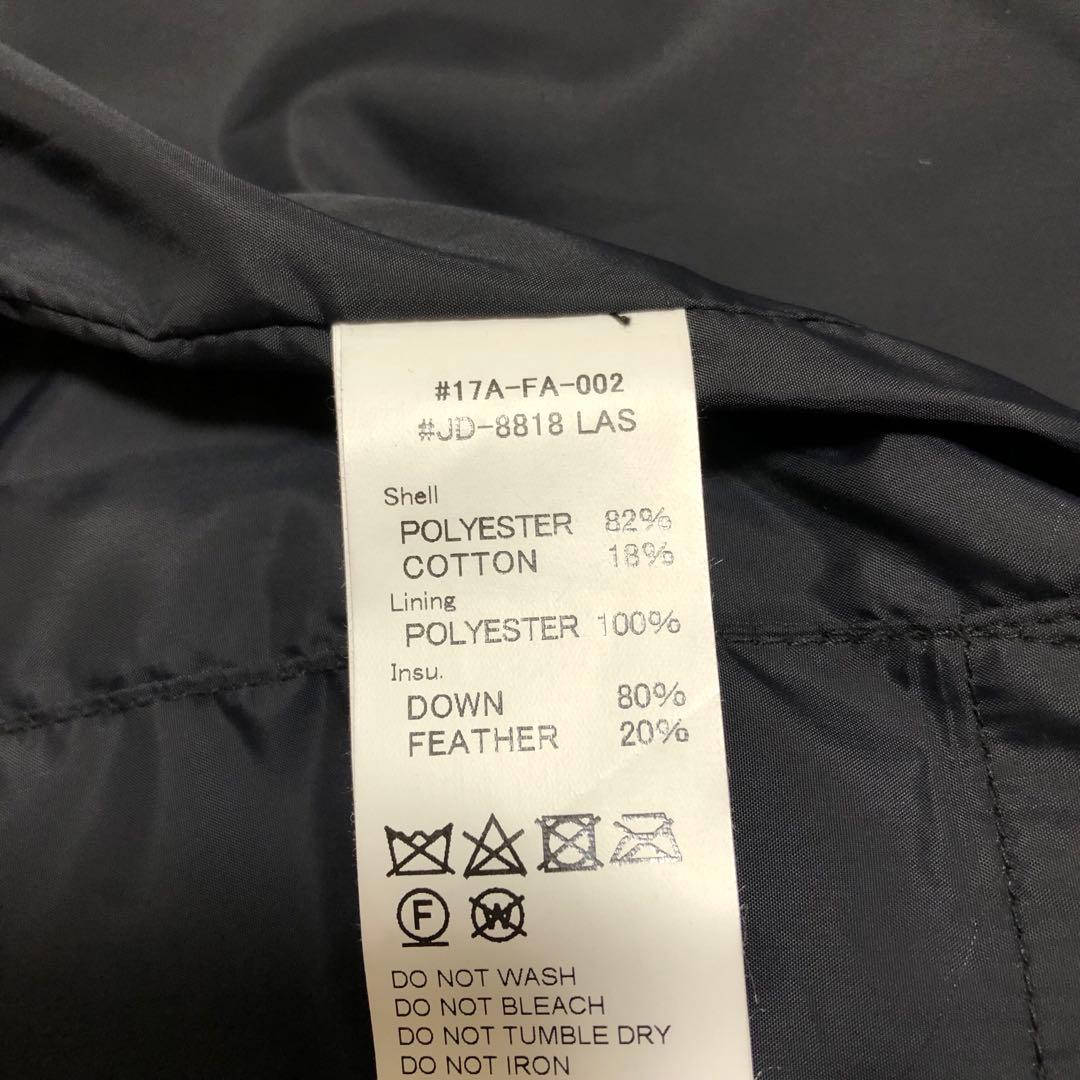 #17A-FA-002
#JD-8818 LAS
Shell
POLYESTER 82%
COTTON 18%
Lining
POLYESTER 100%
Insu.
DOWN 80%
FEATHER 20%
F W
DO NOT WASH
DO NOT BLEACH
DO NOT TUMBLE DRY
DO NOT IRON